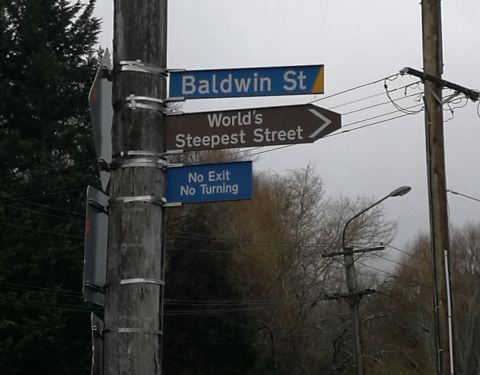 Baldwin St
World's
Steepest Street
No Exit
No Turning